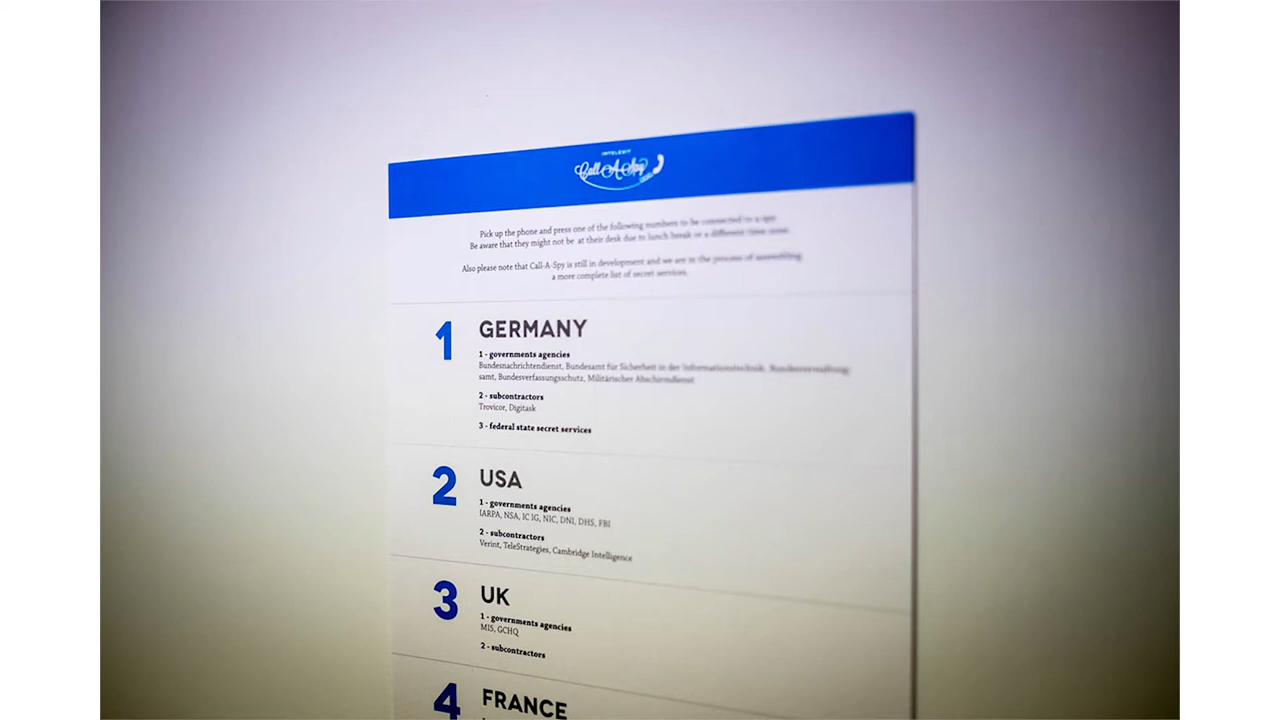 INTELEXIT
Call-A-Spy
Pick up the phone and press one of the following numbers to be connected to a spy
Be aware that they might not be at their desk due to lunch break or a different time zone.
Also please note that Call-A-Spy is still in development and we are in the process of assembling
a more complete list of secret services.
1
GERMANY
1 - governments agencies
Bundesnachrichtendienst, Bundesamt für Sicherheit in der Informationstechnik, Bundesverwaltung-
samt, Bundesverfassungsschutz, Militärischer Abschirmdienst
2 - subcontractors
Trovicor, Digitask
3 - federal state secret services
2
USA
1 - governments agencies
IARPA, NSA, IC IG, NIC, DNI, DHS, FBI
2 - subcontractors
Verint, TeleStrategies, Cambridge Intelligence
3
UK
1 - governments agencies
MI5, GCHQ
2 - subcontractors
4
FRANCE